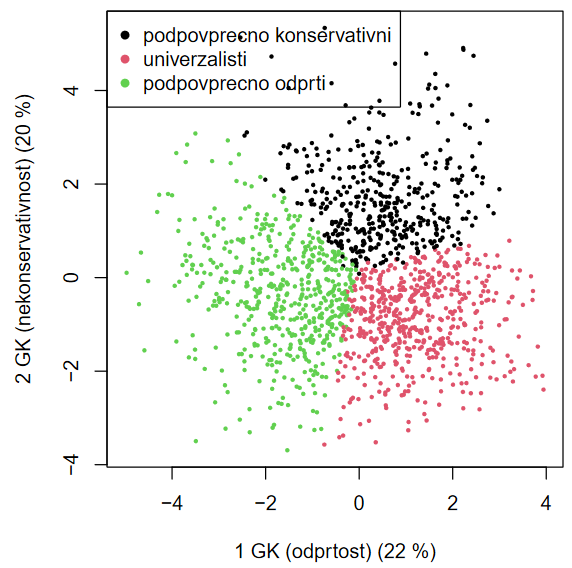 podpovprecno konservativni
univerzalisti
podpovprecno odprti
2 GK (nekonservativnost) (20 %)
4
2
0
−2
−4
−4 −2 0 2 4
1 GK (odprtost) (22 %)